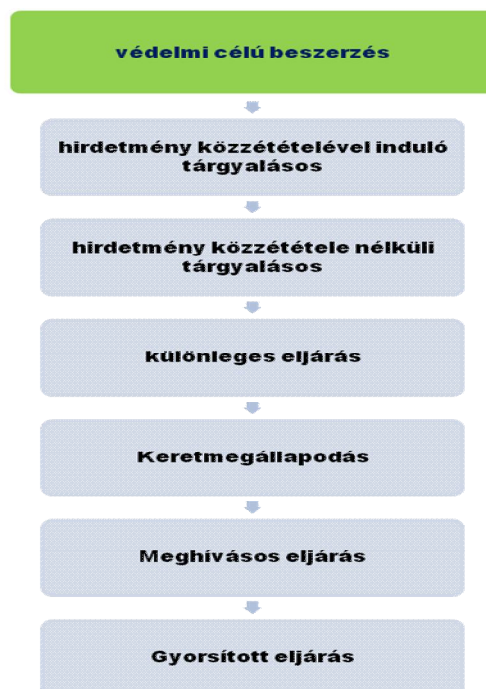 védelmi célú beszerzés
hirdetmény közzétételével induló
tárgyalásos
hirdetmény közzététele nélküli
tárgyalásos
különleges eljárás
Keretmegállapodás
Meghívásos eljárás
Gyorsított eljárás